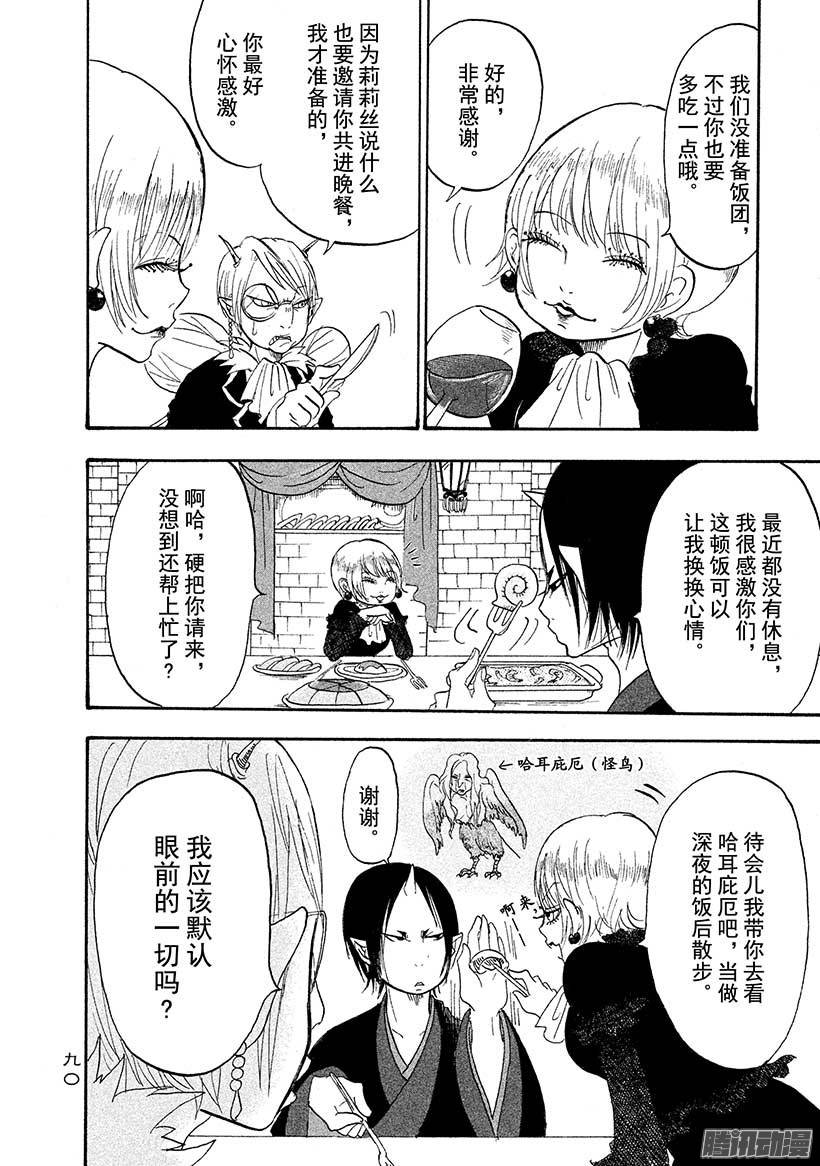 我们没准备饭团，
不过你也要
多吃一点哦。
好的，
非常感谢。
因为莉莉丝说什么
也要邀请你共进晚餐，
我才准备的，
你最好
心怀感激。
最近都没有休息，
我很感激你们，
这顿饭可以
让我换换心情。
啊哈，硬把你请来，
没想到还帮上忙了？
待会儿我带你去看
哈耳庇厄吧，当做
深夜的饭后散步。
←哈耳庇厄（怪鸟）
啊来，
谢谢。
我应该默认
眼前的一切吗？
九〇
腾讯动漫